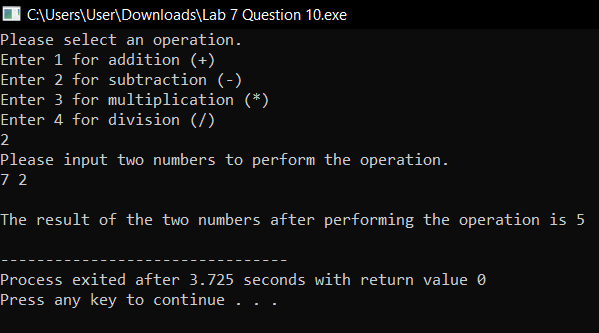 C:\Users\User\Downloads\Lab 7 Question 10.exe
Please select an operation.
Enter 1 for addition (+)
Enter 2 for subtraction (-)
Enter 3 for multiplication (*)
Enter 4 for division (/)
2
Please input two numbers to perform the operation.
7 2
The result of the two numbers after performing the operation is 5
--------------------------------
Process exited after 3.725 seconds with return value 0
Press any key to continue . . .